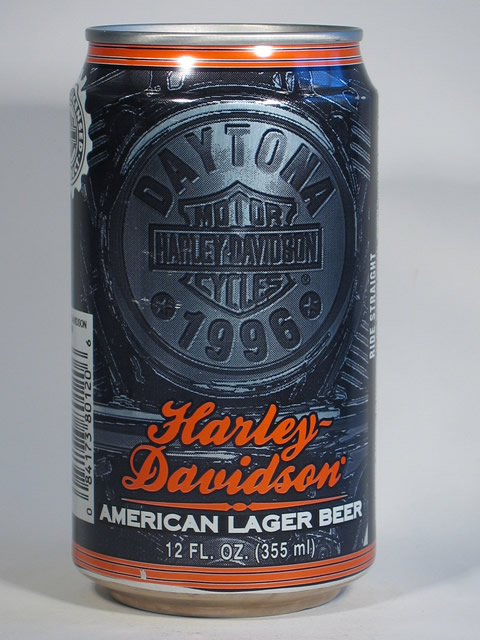 DAYTONA
MOTOR
HARLEY-DAVIDSON
CYCLES ®
1996
RIDE STRAIGHT
0 84173 80120 6
Harley-
Davidson
AMERICAN LAGER BEER
12 FL. OZ. (355 ml)